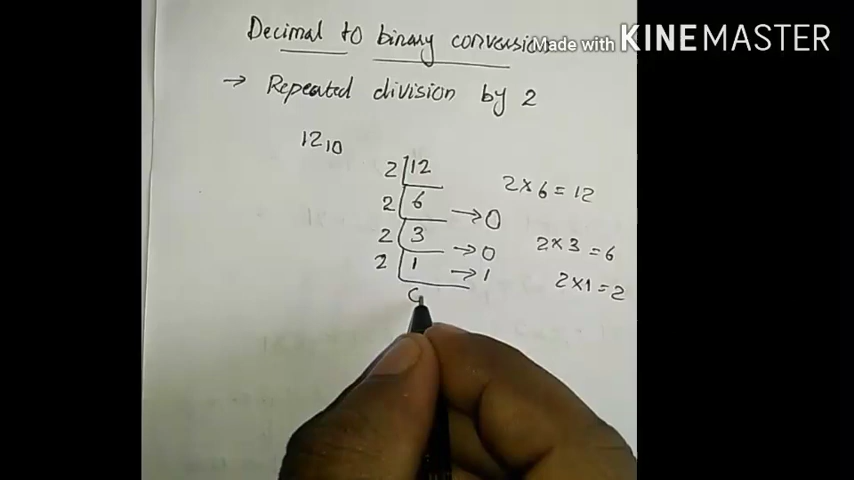 Decimal to binary conversion
Made with KINEMASTER
→ Repeated division by 2
12₁₀
2 12
2 6 → 0
2 3 → 0
2 1 → 1
2 × 6 = 12
2 × 3 = 6
2 × 1 = 2